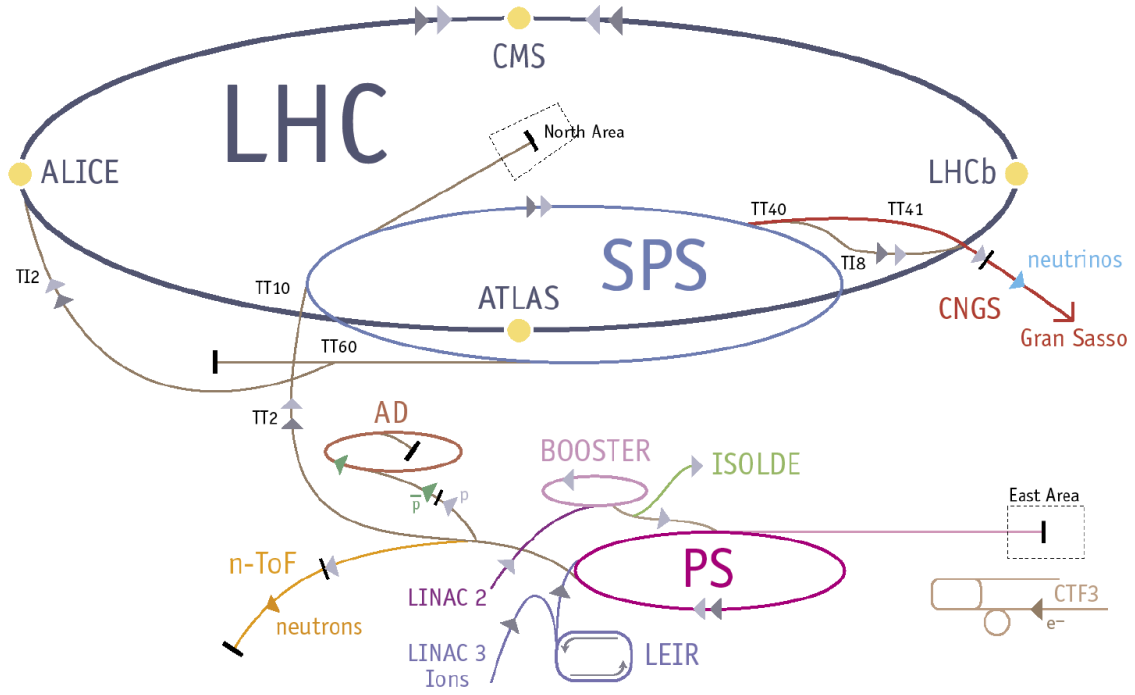 CMS
LHC
North Area
ALICE
LHCb
TT40
TT41
SPS
TI8
TI2
neutrinos
TT10
ATLAS
CNGS
Gran Sasso
TT60
AD
TT2
BOOSTER
ISOLDE
p̅
p
East Area
n-ToF
PS
LINAC 2
CTF3
neutrons
e⁻
LINAC 3
Ions
LEIR